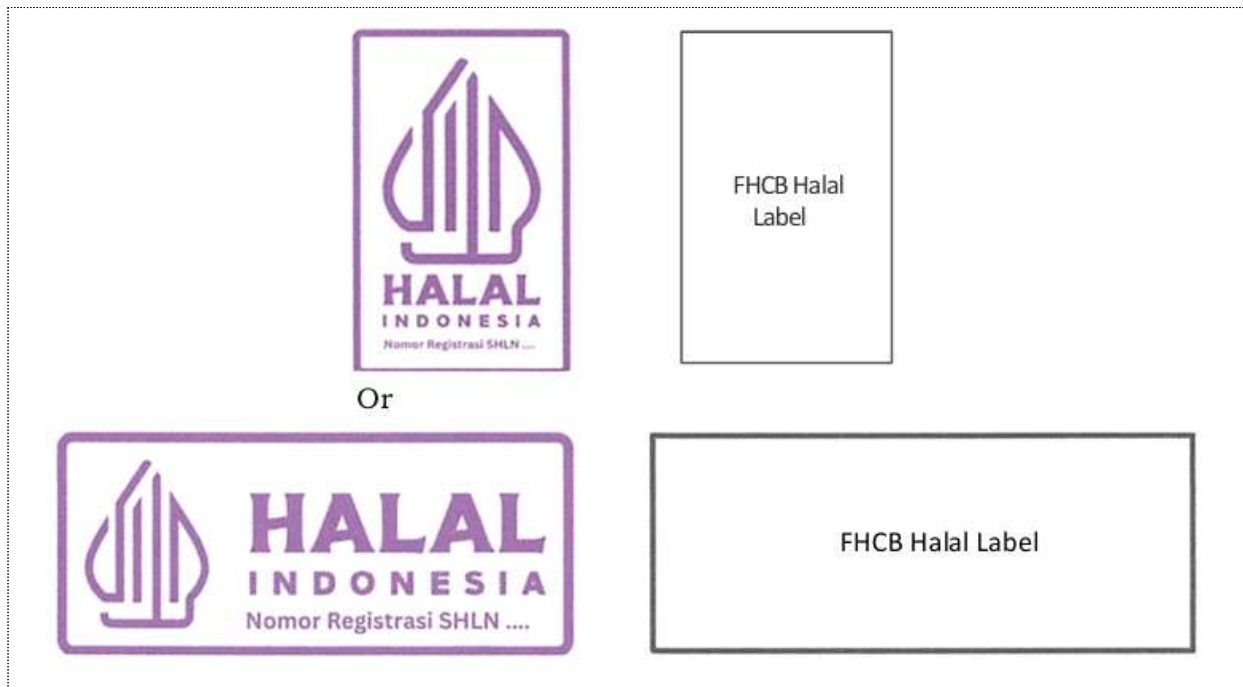 HALAL
INDONESIA
Nomor Registrasi SHLN ....
FHCB Halal
Label
Or
HALAL
INDONESIA
Nomor Registrasi SHLN ....
FHCB Halal Label